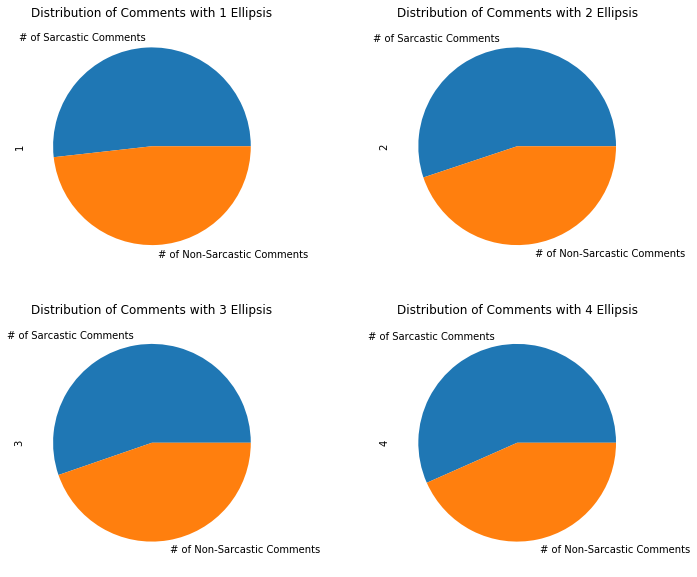 Distribution of Comments with 1 Ellipsis
# of Sarcastic Comments
1
# of Non-Sarcastic Comments
Distribution of Comments with 2 Ellipsis
# of Sarcastic Comments
2
# of Non-Sarcastic Comments
Distribution of Comments with 3 Ellipsis
# of Sarcastic Comments
3
# of Non-Sarcastic Comments
Distribution of Comments with 4 Ellipsis
# of Sarcastic Comments
4
# of Non-Sarcastic Comments